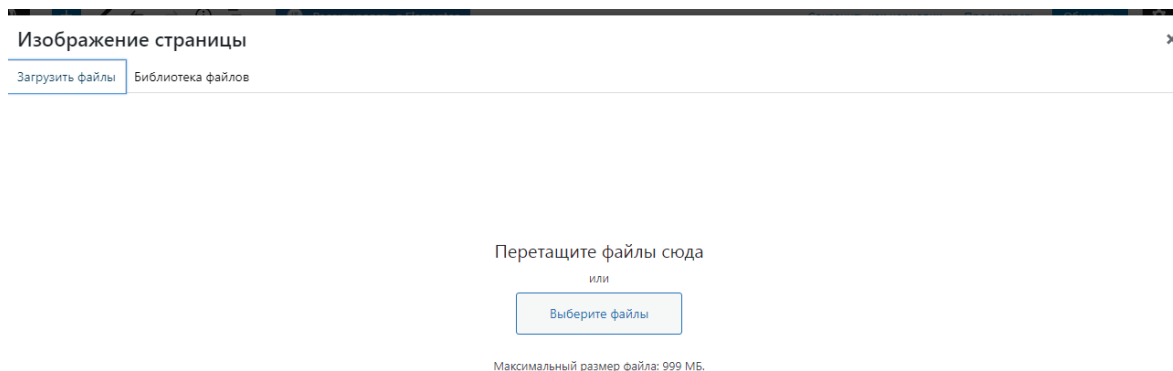 Изображение страницы
Загрузить файлы Библиотека файлов
Перетащите файлы сюда
или
Выберите файлы
Максимальный размер файла: 999 МБ.